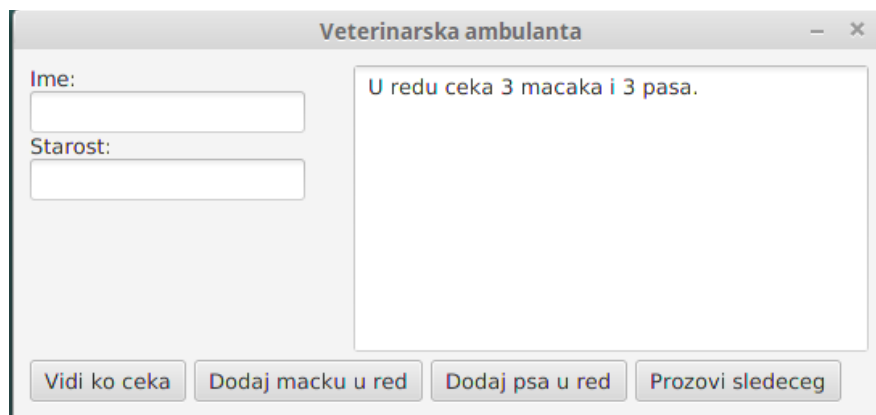 Veterinarska ambulanta
Ime:
U redu ceka 3 macaka i 3 pasa.
Starost:
Vidi ko ceka Dodaj macku u red Dodaj psa u red Prozovi sledeceg